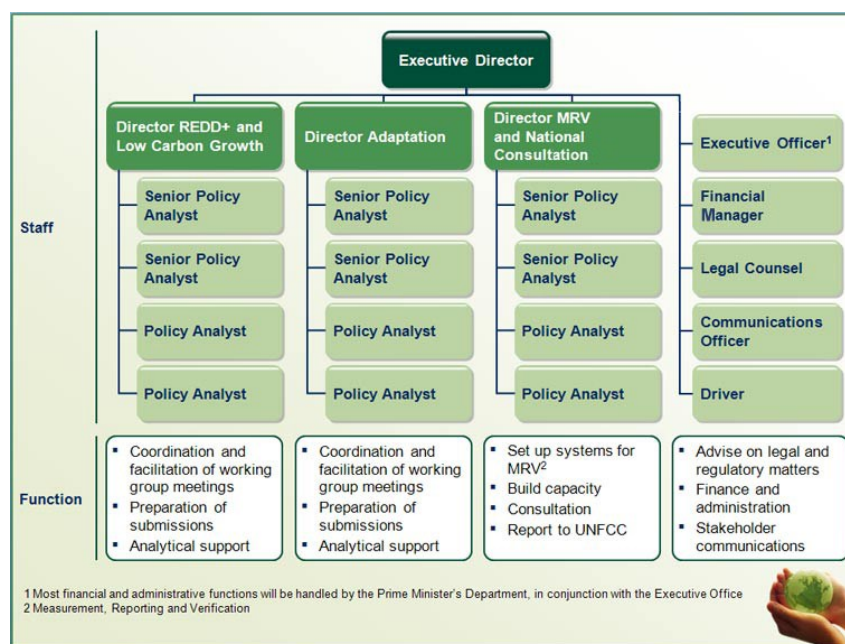 Executive Director
Director REDD+ and
Low Carbon Growth
Director Adaptation
Director MRV
and National
Consultation
Staff
Senior Policy
Analyst
Senior Policy
Analyst
Policy Analyst
Policy Analyst
Senior Policy
Analyst
Senior Policy
Analyst
Policy Analyst
Policy Analyst
Senior Policy
Analyst
Senior Policy
Analyst
Policy Analyst
Policy Analyst
Executive Officer¹
Financial
Manager
Legal Counsel
Communications
Officer
Driver
Function
▪ Coordination and
facilitation of working
group meetings
▪ Preparation of
submissions
▪ Analytical support
▪ Coordination and
facilitation of working
group meetings
▪ Preparation of
submissions
▪ Analytical support
▪ Set up systems for
MRV²
▪ Build capacity
▪ Consultation
▪ Report to UNFCC
▪ Advise on legal and
regulatory matters
▪ Finance and
administration
▪ Stakeholder
communications
1 Most financial and administrative functions will be handled by the Prime Minister's Department, in conjunction with the Executive Office
2 Measurement, Reporting and Verification